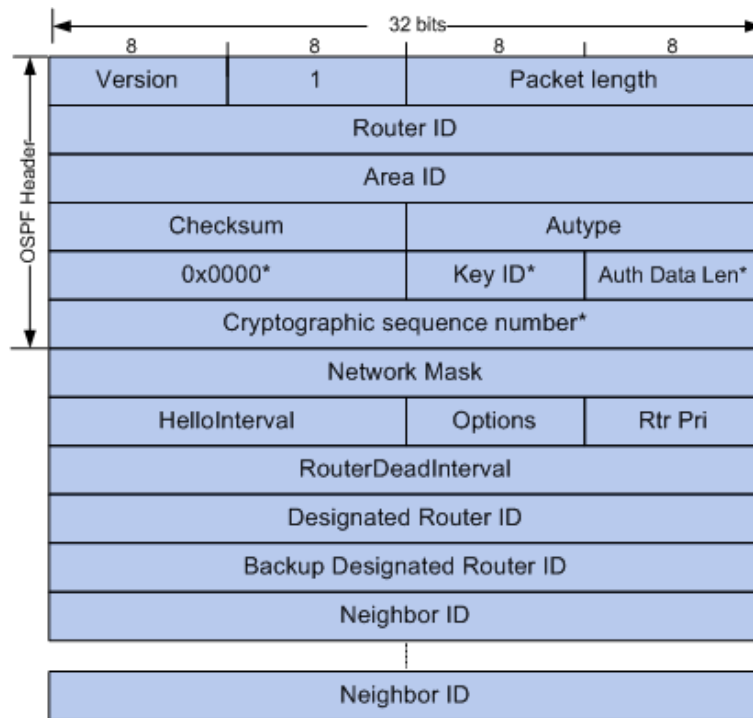 32 bits
8 8 8 8
Version 1 Packet length
Router ID
Area ID
Checksum Autype
0x0000* Key ID* Auth Data Len*
Cryptographic sequence number*
OSPF Header
Network Mask
HelloInterval Options Rtr Pri
RouterDeadInterval
Designated Router ID
Backup Designated Router ID
Neighbor ID
Neighbor ID